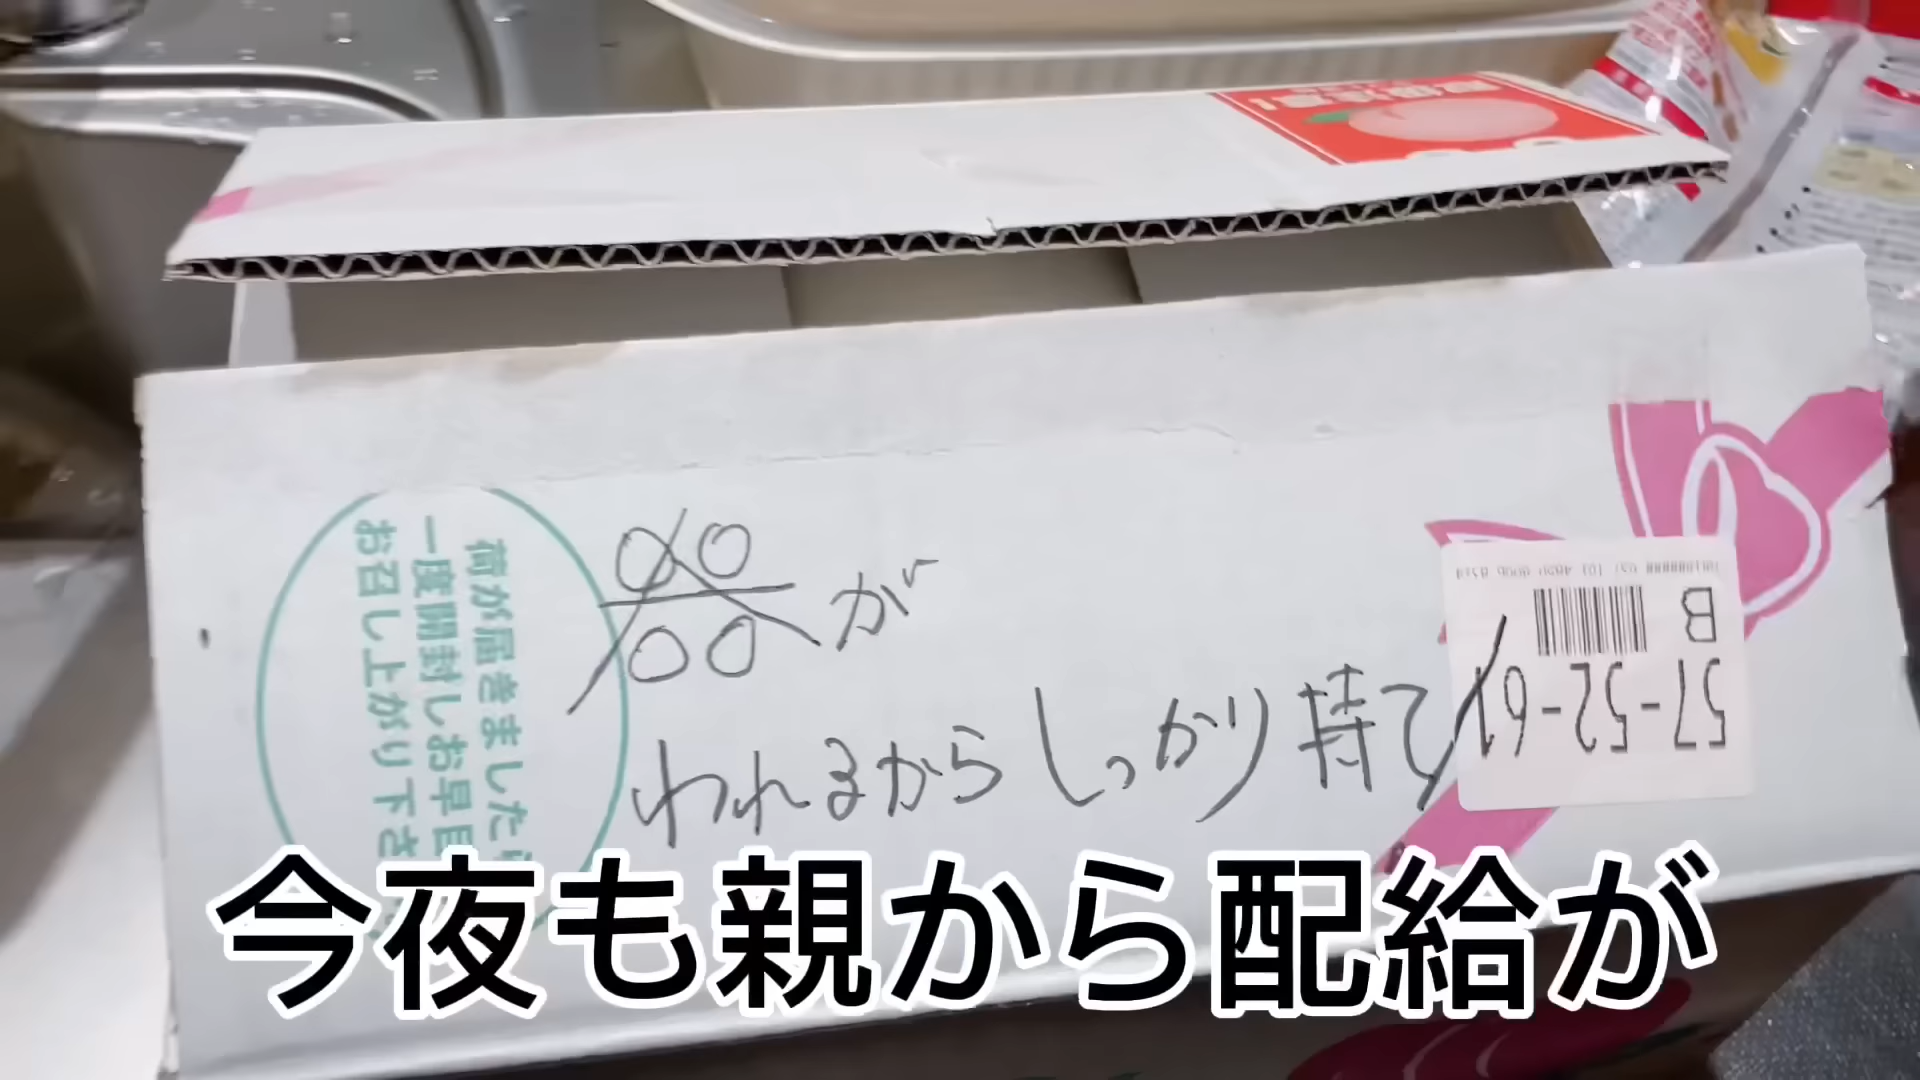 荷が届きましたら
一度開封しお早目
お召し上がり下さ
が
われるからしっかり持て
B
57-52-61
今夜も親から配給が